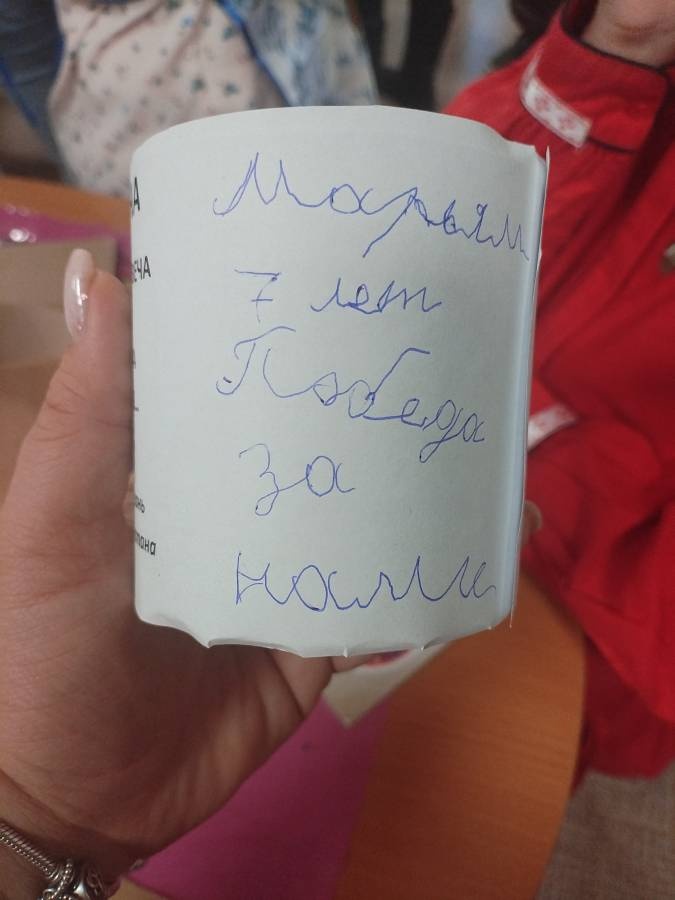 Марьям
7 лет
Победа
за
нами